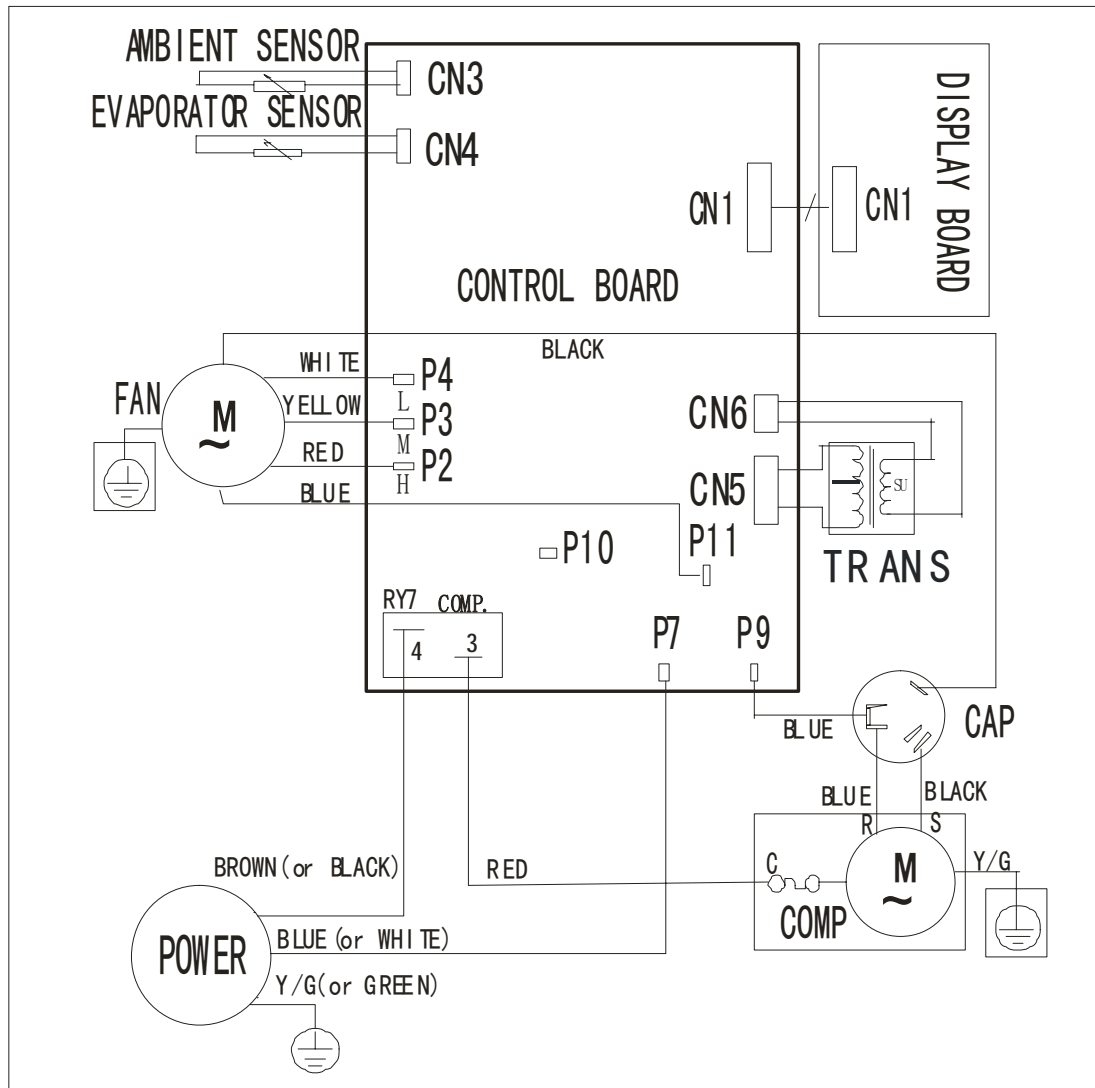 AMBIENT SENSOR
CN3
EVAPORATOR SENSOR
CN4
CN1
CN1
DISPLAY BOARD
CONTROL BOARD
BLACK
WHITE
P4
L
FAN
M
~
YELLOW
P3
M
RED
P2
H
BLUE
CN6
CN5
SU
TRANS
P10
P11
RY7
COMP.
4
3
P7
P9
BLUE
CAP
BLUE
BLACK
R
S
BROWN(or BLACK)
RED
C
M
~
Y/G
COMP
POWER
BLUE(or WHITE)
Y/G(or GREEN)